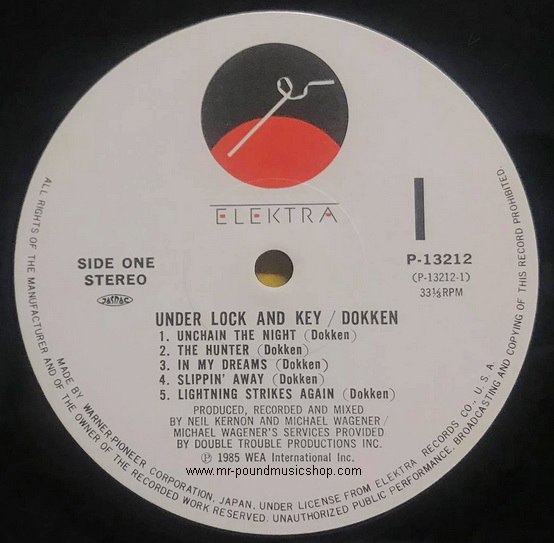 ELEKTRA
SIDE ONE
STEREO
JASRAC
P-13212
(P-13212-1)
33⅓RPM
UNDER LOCK AND KEY / DOKKEN
1. UNCHAIN THE NIGHT (Dokken)
2. THE HUNTER (Dokken)
3. IN MY DREAMS (Dokken)
4. SLIPPIN' AWAY (Dokken)
5. LIGHTNING STRIKES AGAIN (Dokken)
PRODUCED, RECORDED AND MIXED
BY NEIL KERNON AND MICHAEL WAGENER /
MICHAEL WAGENER'S SERVICES PROVIDED
BY DOUBLE TROUBLE PRODUCTIONS INC.
℗ 1985 WEA International Inc.
www.mr-poundmusicshop.com
MADE BY WARNER-PIONEER CORPORATION, JAPAN, UNDER LICENSE FROM ELEKTRA RECORDS CO., U.S.A.
ALL RIGHTS OF THE MANUFACTURER AND OF THE OWNER OF THE RECORDED WORK RESERVED. UNAUTHORIZED PUBLIC PERFORMANCE, BROADCASTING AND COPYING OF THIS RECORD PROHIBITED.